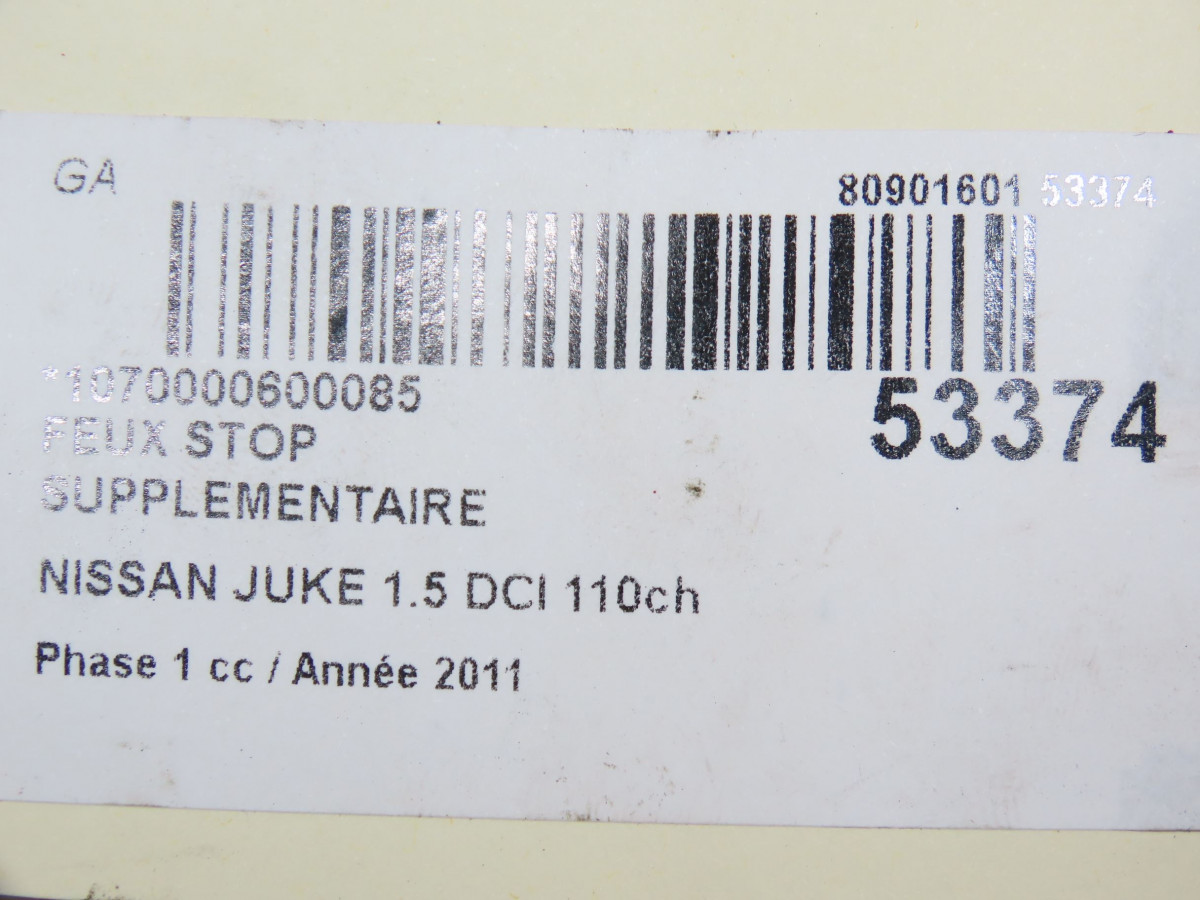 GA
80901601 53374
*1070000600085
53374
FEUX STOP
SUPPLEMENTAIRE
NISSAN JUKE 1.5 DCI 110ch
Phase 1 cc / Année 2011